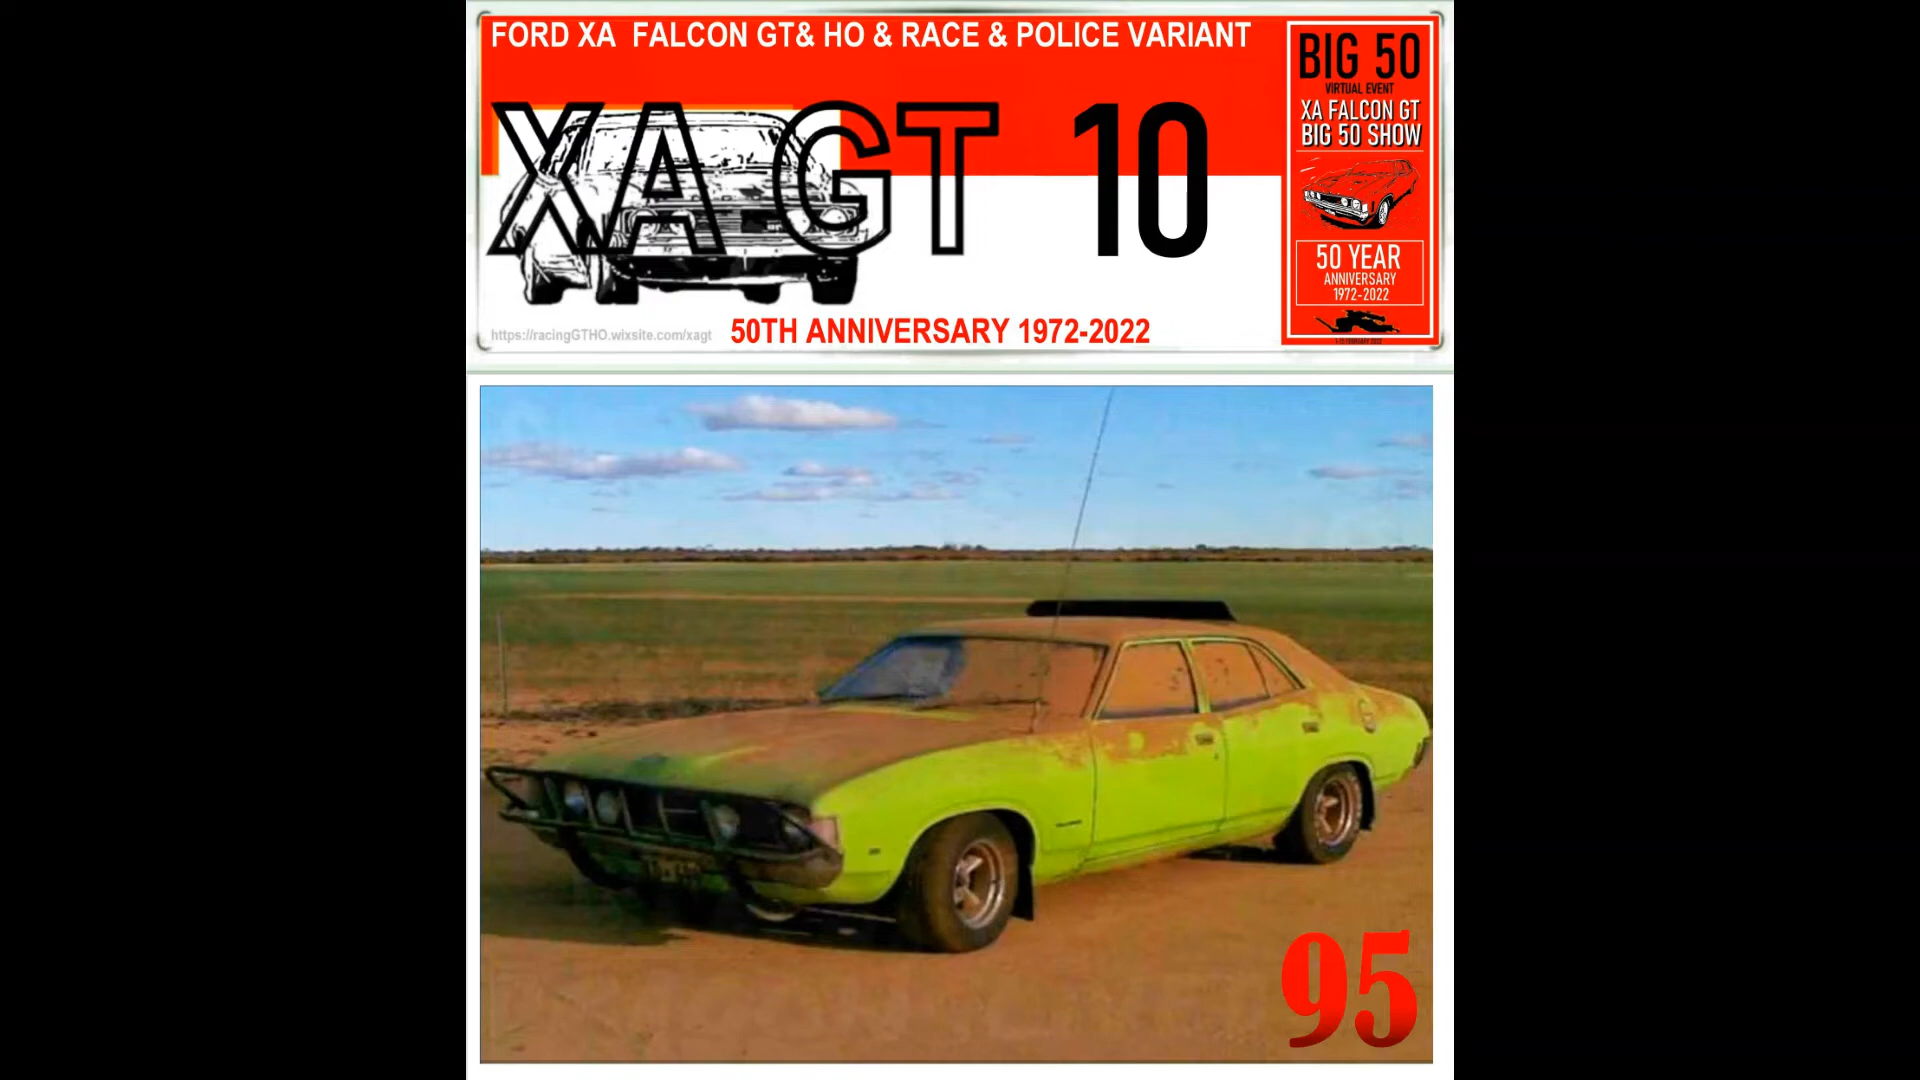 FORD XA FALCON GT& HO & RACE & POLICE VARIANT
XA GT 10
https://racingGTHO.wixsite.com/xagt
50TH ANNIVERSARY 1972-2022
BIG 50
VIRTUAL EVENT
XA FALCON GT
BIG 50 SHOW
50 YEAR
ANNIVERSARY
1972-2022
95